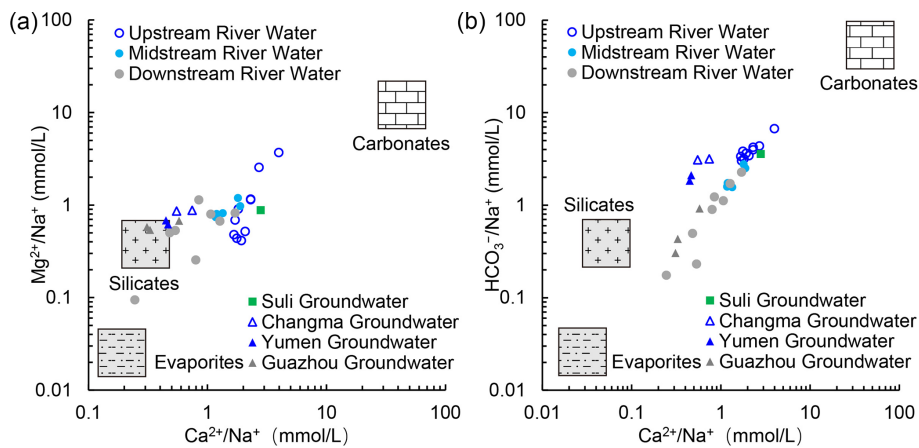 (a)
100
10
1
0.1
0.01
0.1
1
10
100
Mg²⁺/Na⁺ (mmol/L)
Ca²⁺/Na⁺ (mmol/L)
Upstream River Water
Midstream River Water
Downstream River Water
Carbonates
Silicates
Evaporites
Suli Groundwater
Changma Groundwater
Yumen Groundwater
Guazhou Groundwater
(b)
100
10
1
0.1
0.01
0.01
0.1
1
10
100
HCO₃⁻/Na⁺ (mmol/L)
Ca²⁺/Na⁺ (mmol/L)
Upstream River Water
Midstream River Water
Downstream River Water
Carbonates
Silicates
Evaporites
Suli Groundwater
Changma Groundwater
Yumen Groundwater
Guazhou Groundwater